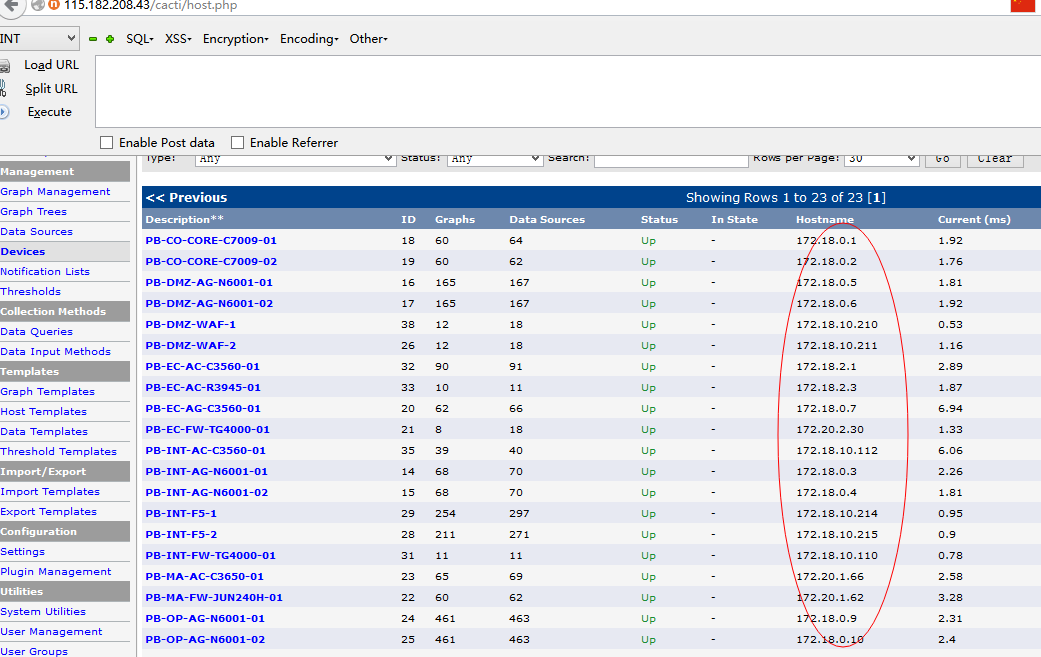 115.182.208.43/cacti/host.php
INT SQL XSS Encryption Encoding Other
Load URL
Split URL
Execute
Enable Post data Enable Referrer
Type: Any Status: Any Search: Rows per Page: 30 Go Clear
Management
Graph Management
Graph Trees
Data Sources
Devices
Notification Lists
Thresholds
Collection Methods
Data Queries
Data Input Methods
Templates
Graph Templates
Host Templates
Data Templates
Threshold Templates
Import/Export
Import Templates
Export Templates
Configuration
Settings
Plugin Management
Utilities
System Utilities
User Management
User Groups
<< Previous Showing Rows 1 to 23 of 23 [1]
Description** ID Graphs Data Sources Status In State Hostname Current (ms)
PB-CO-CORE-C7009-01 18 60 64 Up - 172.18.0.1 1.92
PB-CO-CORE-C7009-02 19 60 62 Up - 172.18.0.2 1.76
PB-DMZ-AG-N6001-01 16 165 167 Up - 172.18.0.5 1.81
PB-DMZ-AG-N6001-02 17 165 167 Up - 172.18.0.6 1.92
PB-DMZ-WAF-1 38 12 18 Up - 172.18.10.210 0.53
PB-DMZ-WAF-2 26 12 18 Up - 172.18.10.211 1.16
PB-EC-AC-C3560-01 32 90 91 Up - 172.18.2.1 2.89
PB-EC-AC-R3945-01 33 10 11 Up - 172.18.2.3 1.87
PB-EC-AG-C3560-01 20 62 66 Up - 172.18.0.7 6.94
PB-EC-FW-TG4000-01 21 8 18 Up - 172.20.2.30 1.33
PB-INT-AC-C3560-01 35 39 40 Up - 172.18.10.112 6.06
PB-INT-AG-N6001-01 14 68 70 Up - 172.18.0.3 2.26
PB-INT-AG-N6001-02 15 68 70 Up - 172.18.0.4 1.81
PB-INT-F5-1 29 254 297 Up - 172.18.10.214 0.95
PB-INT-F5-2 28 211 271 Up - 172.18.10.215 0.9
PB-INT-FW-TG4000-01 31 11 11 Up - 172.18.10.110 0.78
PB-MA-AC-C3650-01 23 65 69 Up - 172.20.1.66 2.58
PB-MA-FW-JUN240H-01 22 60 62 Up - 172.20.1.62 3.28
PB-OP-AG-N6001-01 24 461 463 Up - 172.18.0.9 2.31
PB-OP-AG-N6001-02 25 461 463 Up - 172.18.0.10 2.4